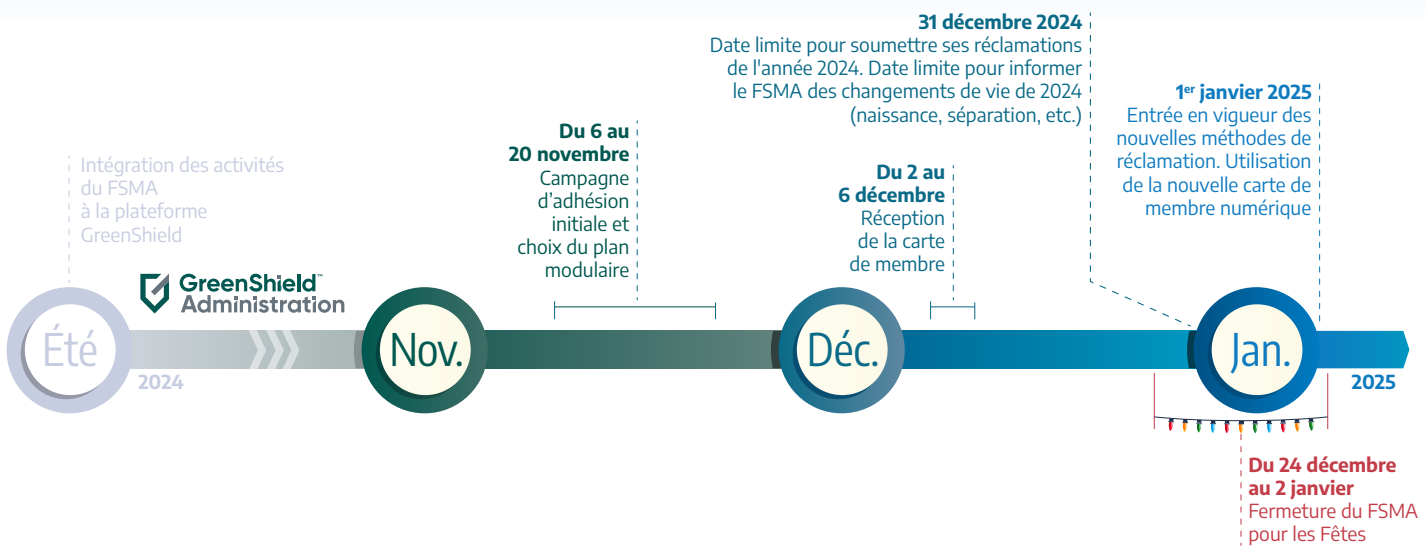 31 décembre 2024
Date limite pour soumettre ses réclamations
de l'année 2024. Date limite pour informer
le FSMA des changements de vie de 2024
(naissance, séparation, etc.)
1er janvier 2025
Entrée en vigueur des
nouvelles méthodes de
réclamation. Utilisation
de la nouvelle carte de
membre numérique
Du 6 au
20 novembre
Campagne
d’adhésion
initiale et
choix du plan
modulaire
Du 2 au
6 décembre
Réception
de la carte
de membre
Intégration des activités
du FSMA
à la plateforme
GreenShield
GreenShield™
Administration
Été
Nov.
Déc.
Jan.
2024
2025
Du 24 décembre
au 2 janvier
Fermeture du FSMA
pour les Fêtes